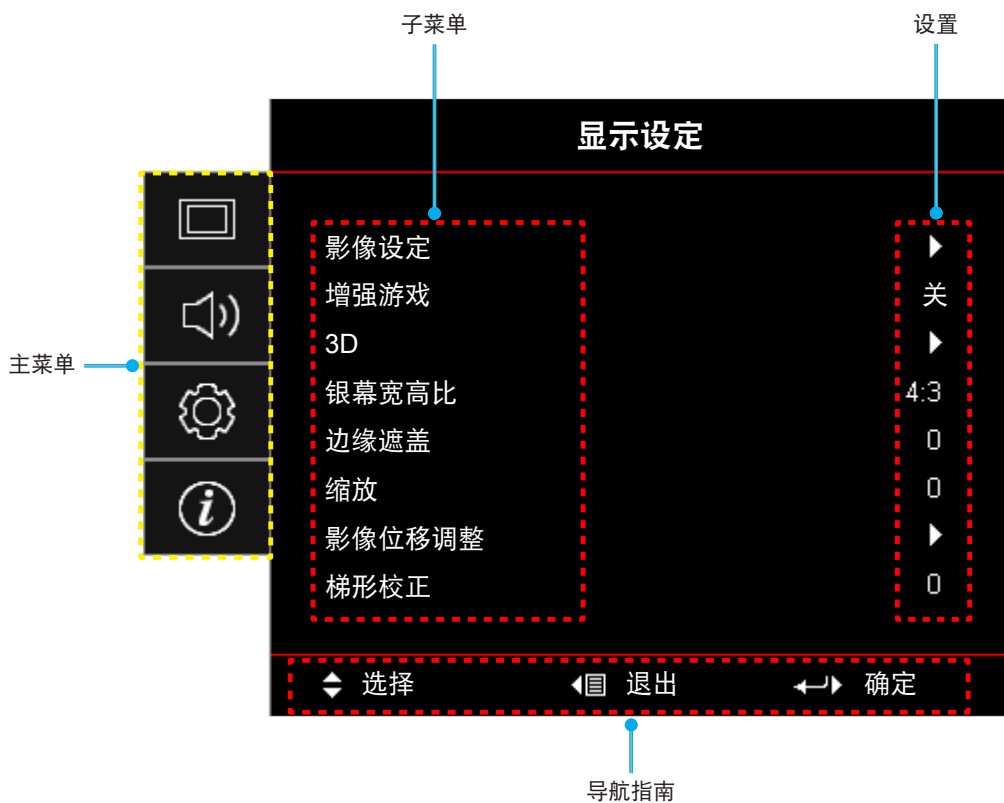 子菜单 设置
显示设定
影像设定
增强游戏 关
3D
主菜单
银幕宽高比 4:3
边缘遮盖 0
缩放 0
影像位移调整
梯形校正 0
选择 退出 确定
导航指南